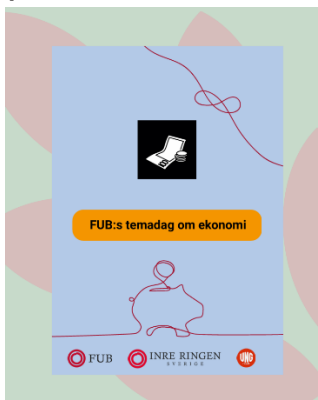 FUB:s temadag om ekonomi
FUB
INRE RINGEN
SVERIGE
UNG